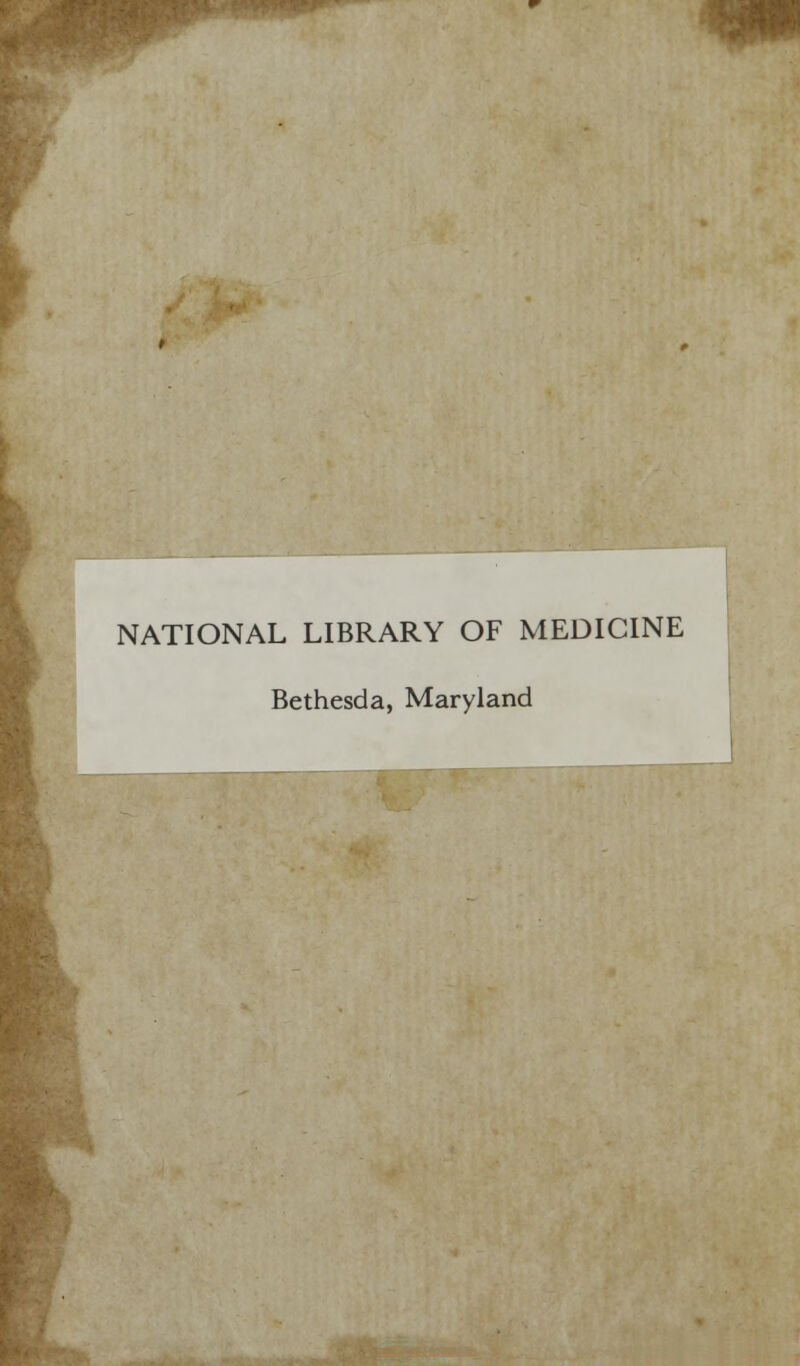 NATIONAL LIBRARY OF MEDICINE
Bethesda, Maryland